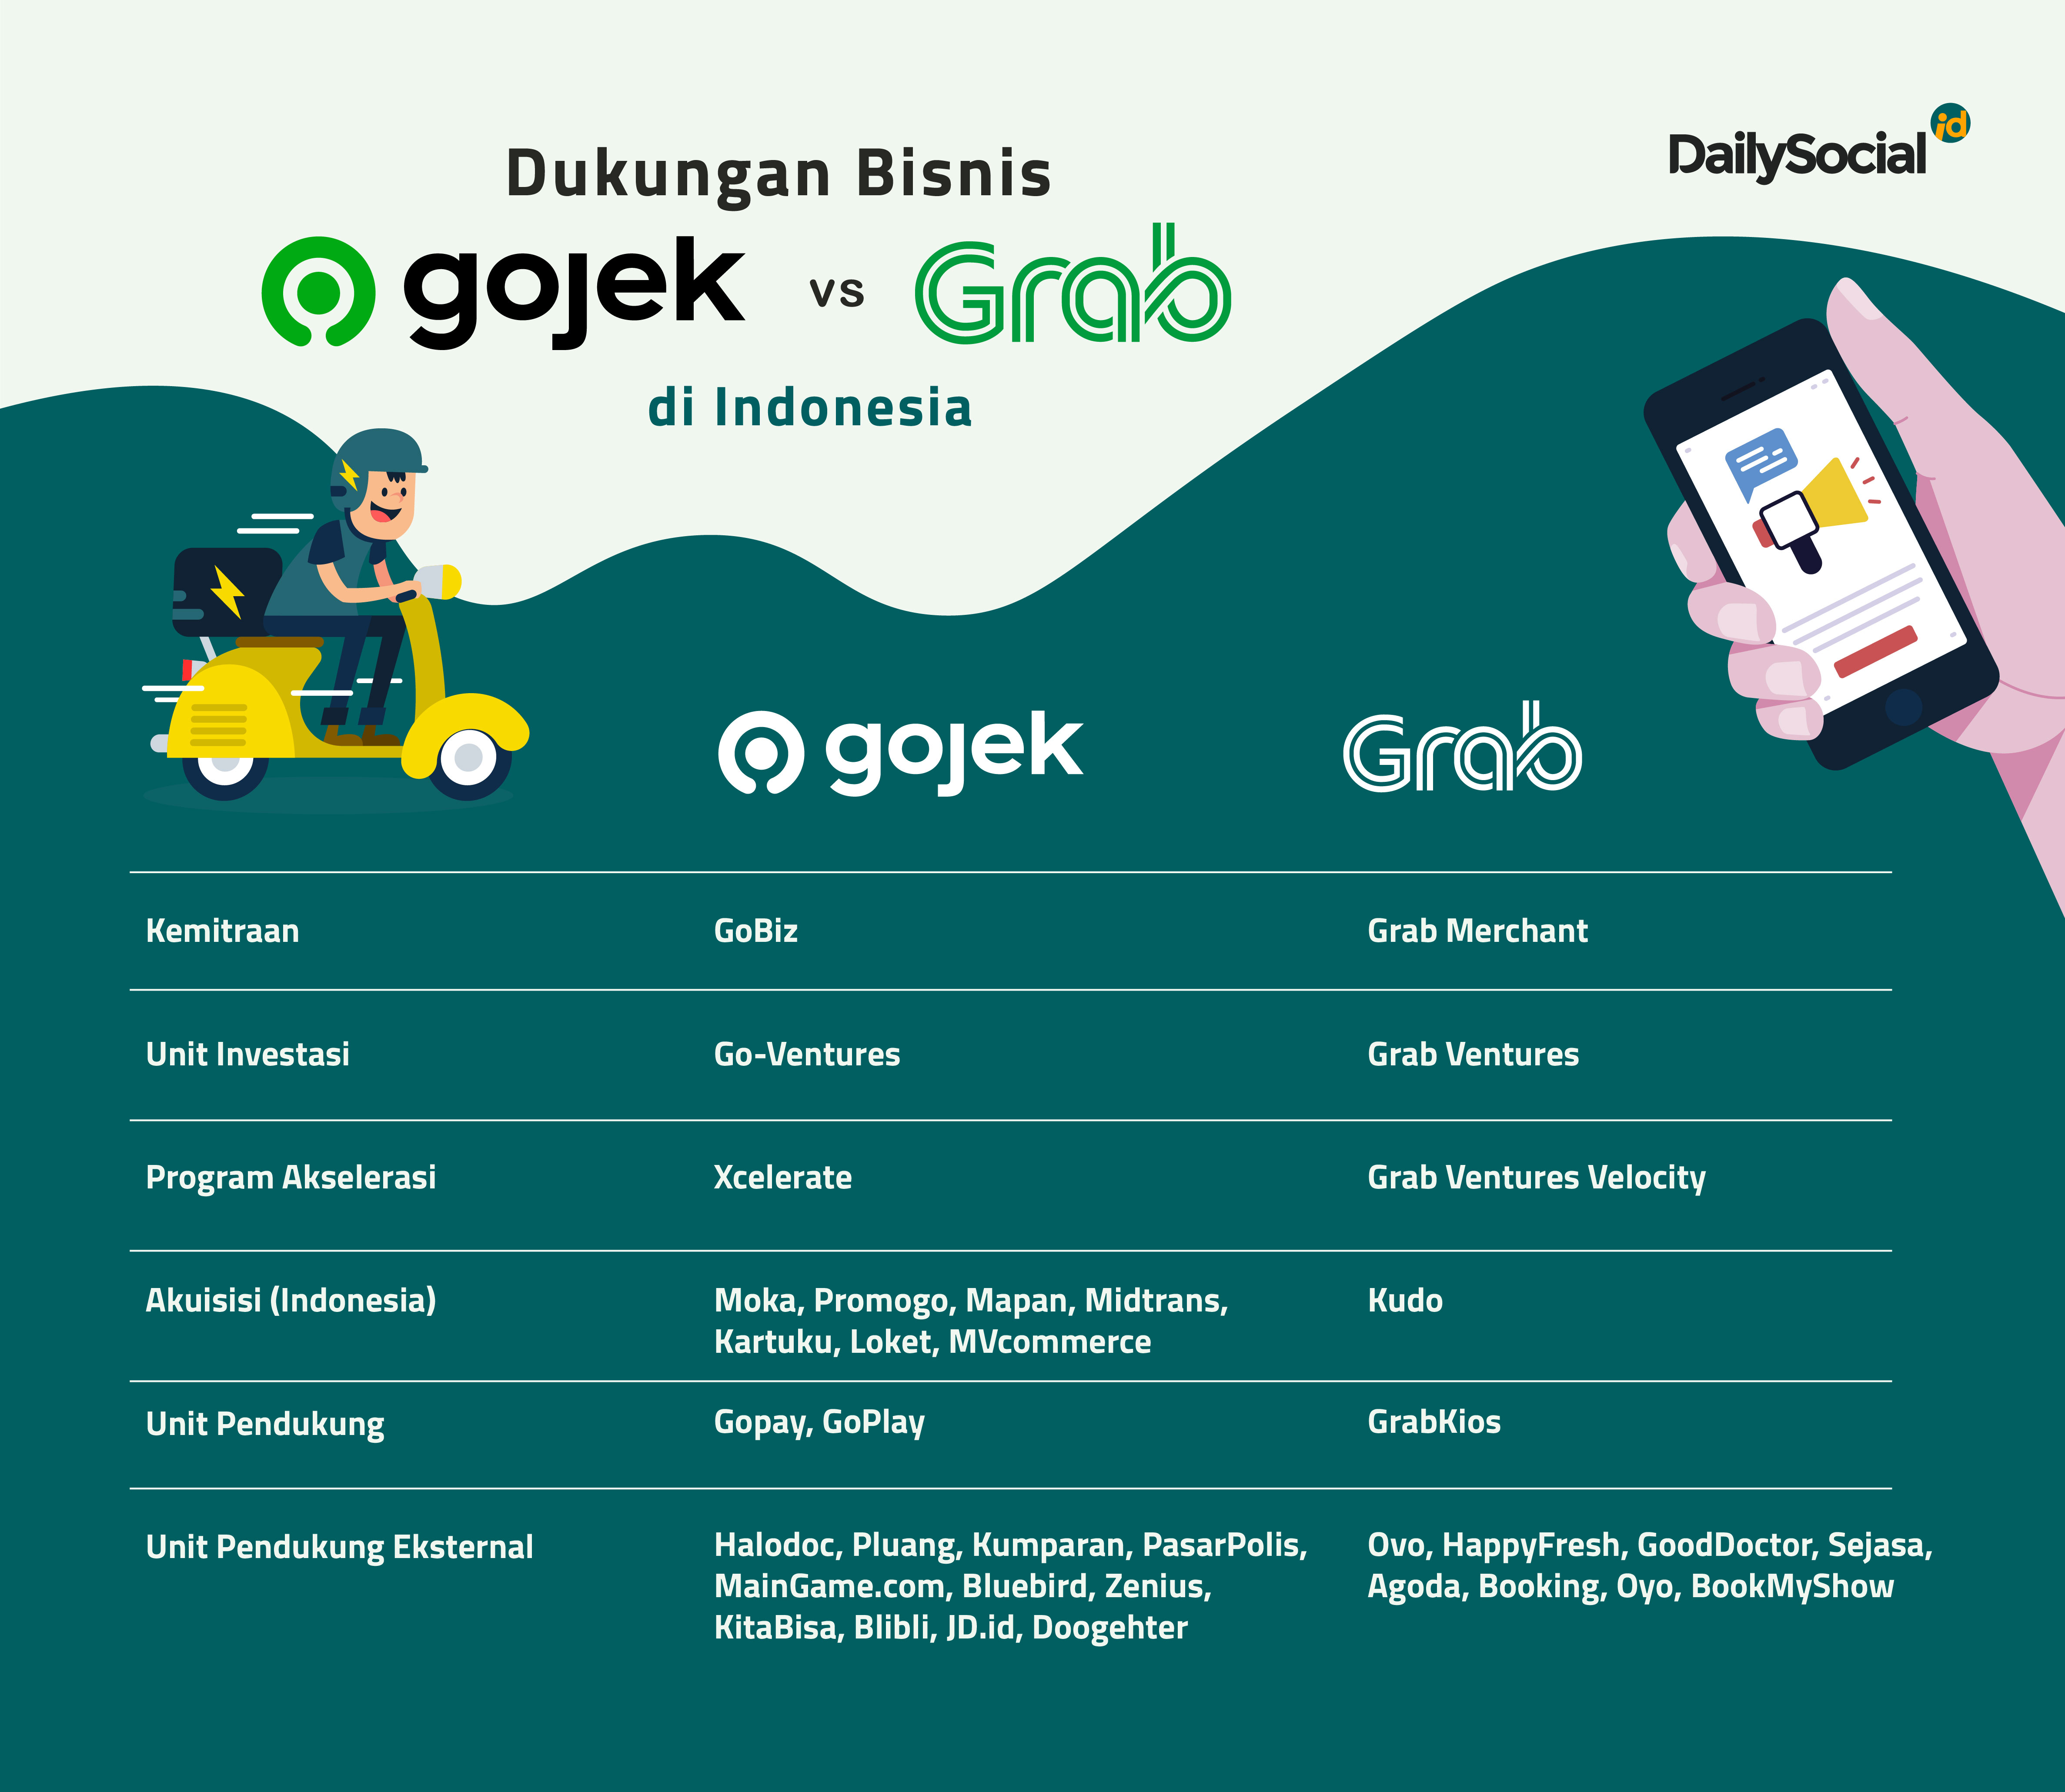 DailySocial id
Dukungan Bisnis
gojek vs Grab
di Indonesia
gojek Grab
Kemitraan GoBiz Grab Merchant
Unit Investasi Go-Ventures Grab Ventures
Program Akselerasi Xcelerate Grab Ventures Velocity
Akuisisi (Indonesia) Moka, Promogo, Mapan, Midtrans, Kudo
Kartuku, Loket, MVcommerce
Unit Pendukung Gopay, GoPlay GrabKios
Unit Pendukung Eksternal Halodoc, Pluang, Kumparan, PasarPolis, Ovo, HappyFresh, GoodDoctor, Sejasa,
MainGame.com, Bluebird, Zenius, Agoda, Booking, Oyo, BookMyShow
KitaBisa, Blibli, JD.id, Doogehter